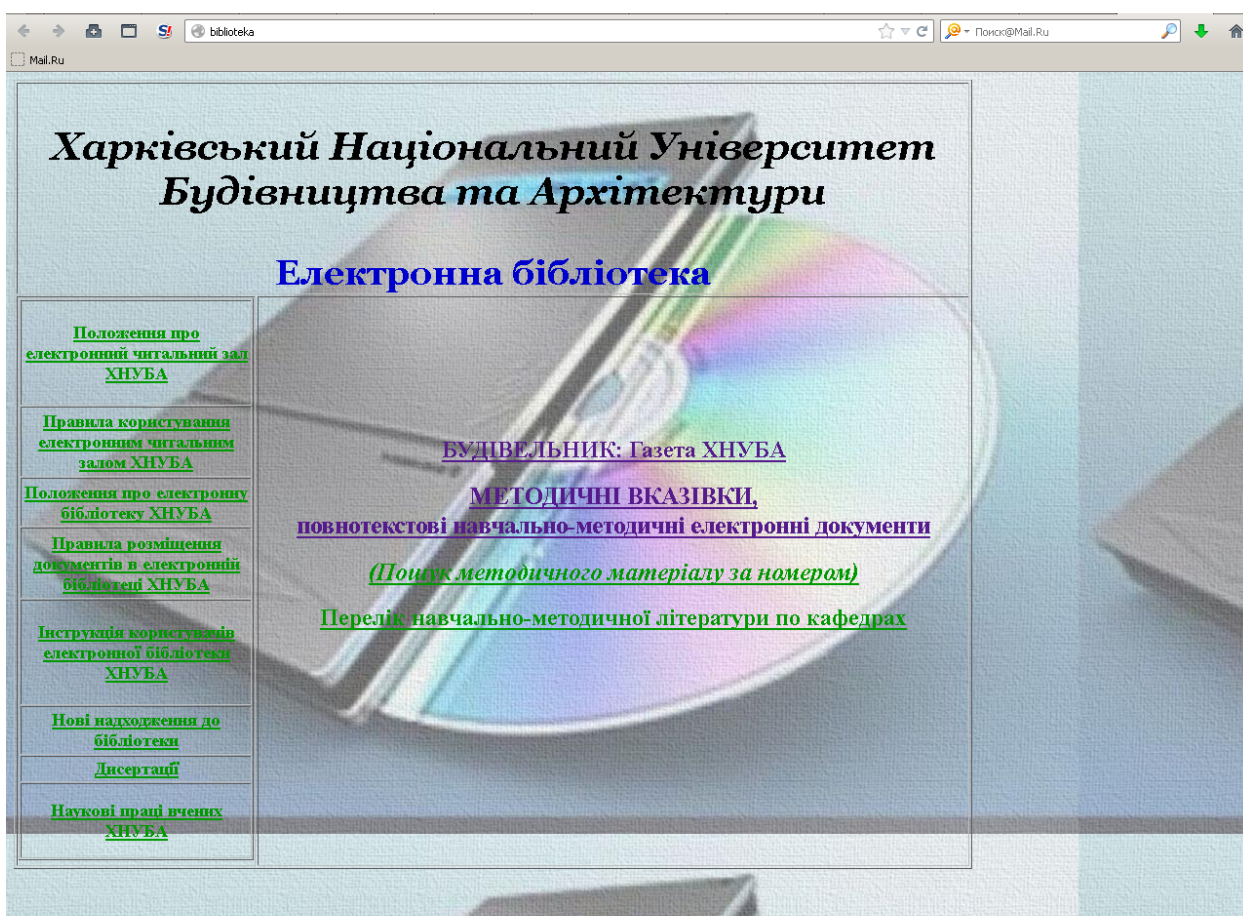 biblioteka
Поиск@Mail.Ru
Mail.Ru
Харківський Національний Університет
Будівництва та Архітектури
Електронна бібліотека
Положення про
електронний читальний зал
ХНУБА
Правила користування
електронним читальним
залом ХНУБА
Положення про електронну
бібліотеку ХНУБА
Правила розміщення
документів в електронній
бібліотеці ХНУБА
Інструкція користувачів
електронної бібліотеки
ХНУБА
Нові надходження до
бібліотеки
Дисертації
Наукові праці вчених
ХНУБА
БУДІВЕЛЬНИК: Газета ХНУБА
МЕТОДИЧНІ ВКАЗІВКИ,
повнотекстові навчально-методичні електронні документи
(Пошук методичного матеріалу за номером)
Перелік навчально-методичної літератури по кафедрах